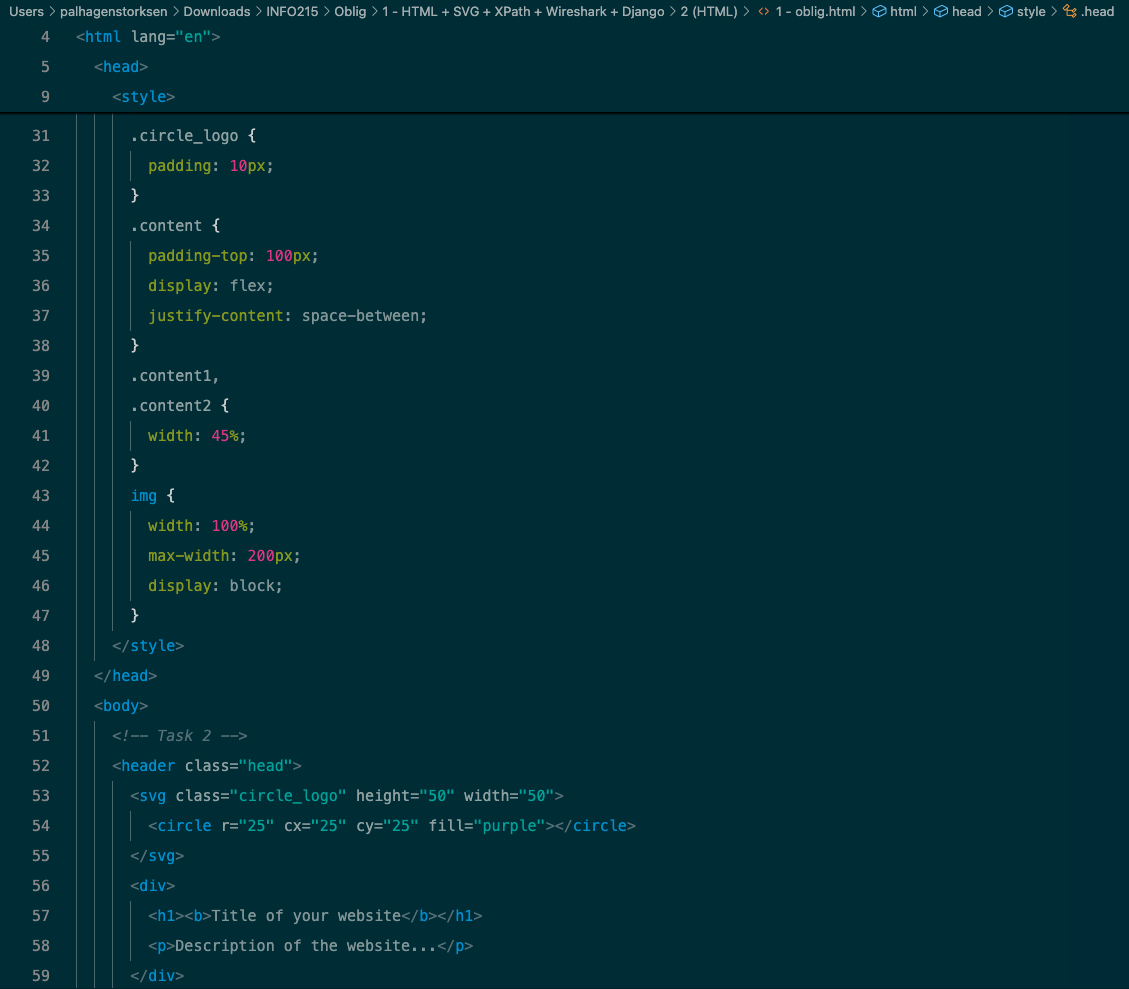 Users > palhagenstorksen > Downloads > INFO215 > Oblig > 1 - HTML + SVG + XPath + Wireshark + Django > 2 (HTML) > <> 1 - oblig.html > html > head > style > .head
4 <html lang="en">
5 <head>
9 <style>
31 .circle_logo {
32 padding: 10px;
33 }
34 .content {
35 padding-top: 100px;
36 display: flex;
37 justify-content: space-between;
38 }
39 .content1,
40 .content2 {
41 width: 45%;
42 }
43 img {
44 width: 100%;
45 max-width: 200px;
46 display: block;
47 }
48 </style>
49 </head>
50 <body>
51 <!-- Task 2 -->
52 <header class="head">
53 <svg class="circle_logo" height="50" width="50">
54 <circle r="25" cx="25" cy="25" fill="purple"></circle>
55 </svg>
56 <div>
57 <h1><b>Title of your website</b></h1>
58 <p>Description of the website...</p>
59 </div>